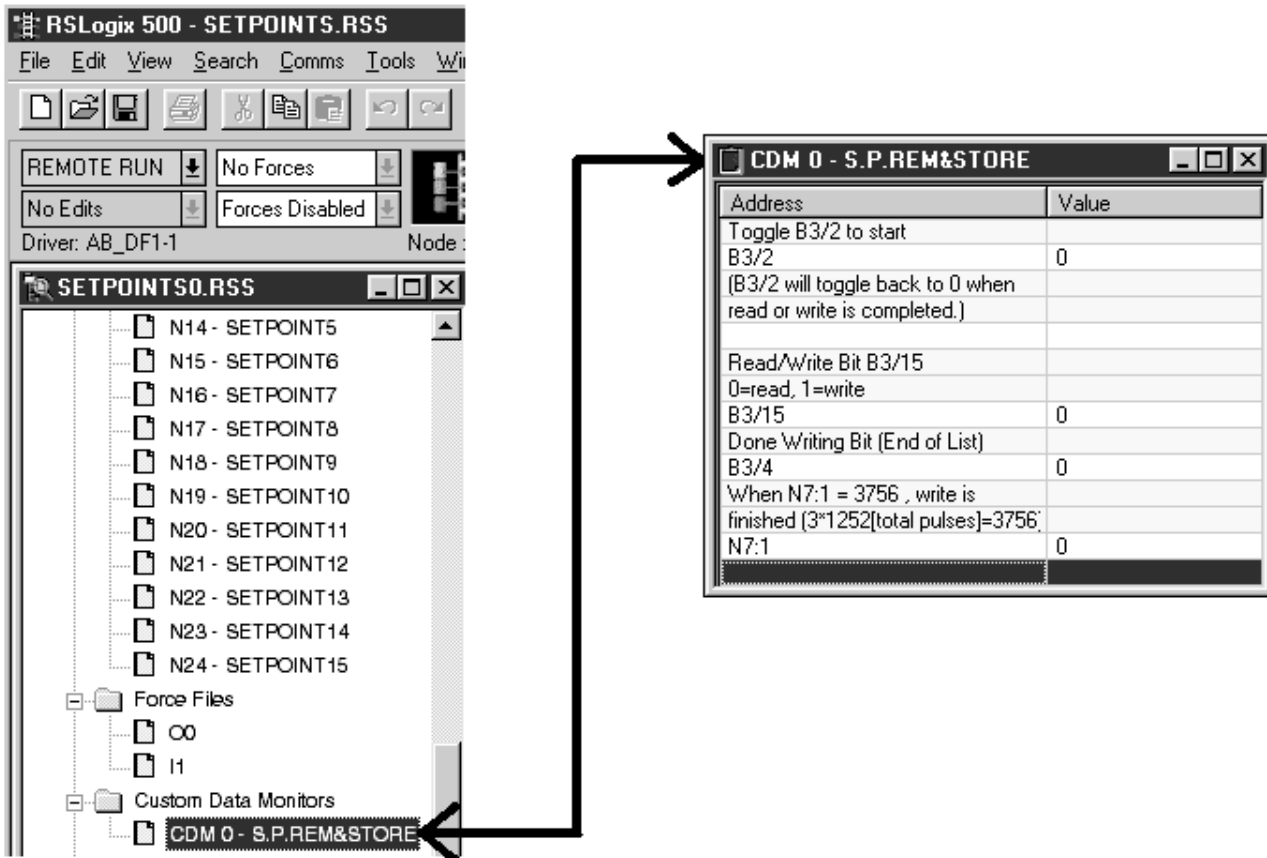 RSLogix 500 - SETPOINTS.RSS
File Edit View Search Comms Tools Wi
REMOTE RUN No Forces
No Edits Forces Disabled
Driver: AB_DF1-1 Node :
SETPOINTS0.RSS
N14 - SETPOINT5
N15 - SETPOINT6
N16 - SETPOINT7
N17 - SETPOINT8
N18 - SETPOINT9
N19 - SETPOINT10
N20 - SETPOINT11
N21 - SETPOINT12
N22 - SETPOINT13
N23 - SETPOINT14
N24 - SETPOINT15
Force Files
O0
I1
Custom Data Monitors
CDM 0 - S.P.REM&STORE
CDM 0 - S.P.REM&STORE
Address Value
Toggle B3/2 to start
B3/2 0
(B3/2 will toggle back to 0 when
read or write is completed.)
Read/Write Bit B3/15
0=read, 1=write
B3/15 0
Done Writing Bit (End of List)
B3/4 0
When N7:1 = 3756 , write is
finished (3*1252[total pulses]=3756)
N7:1 0